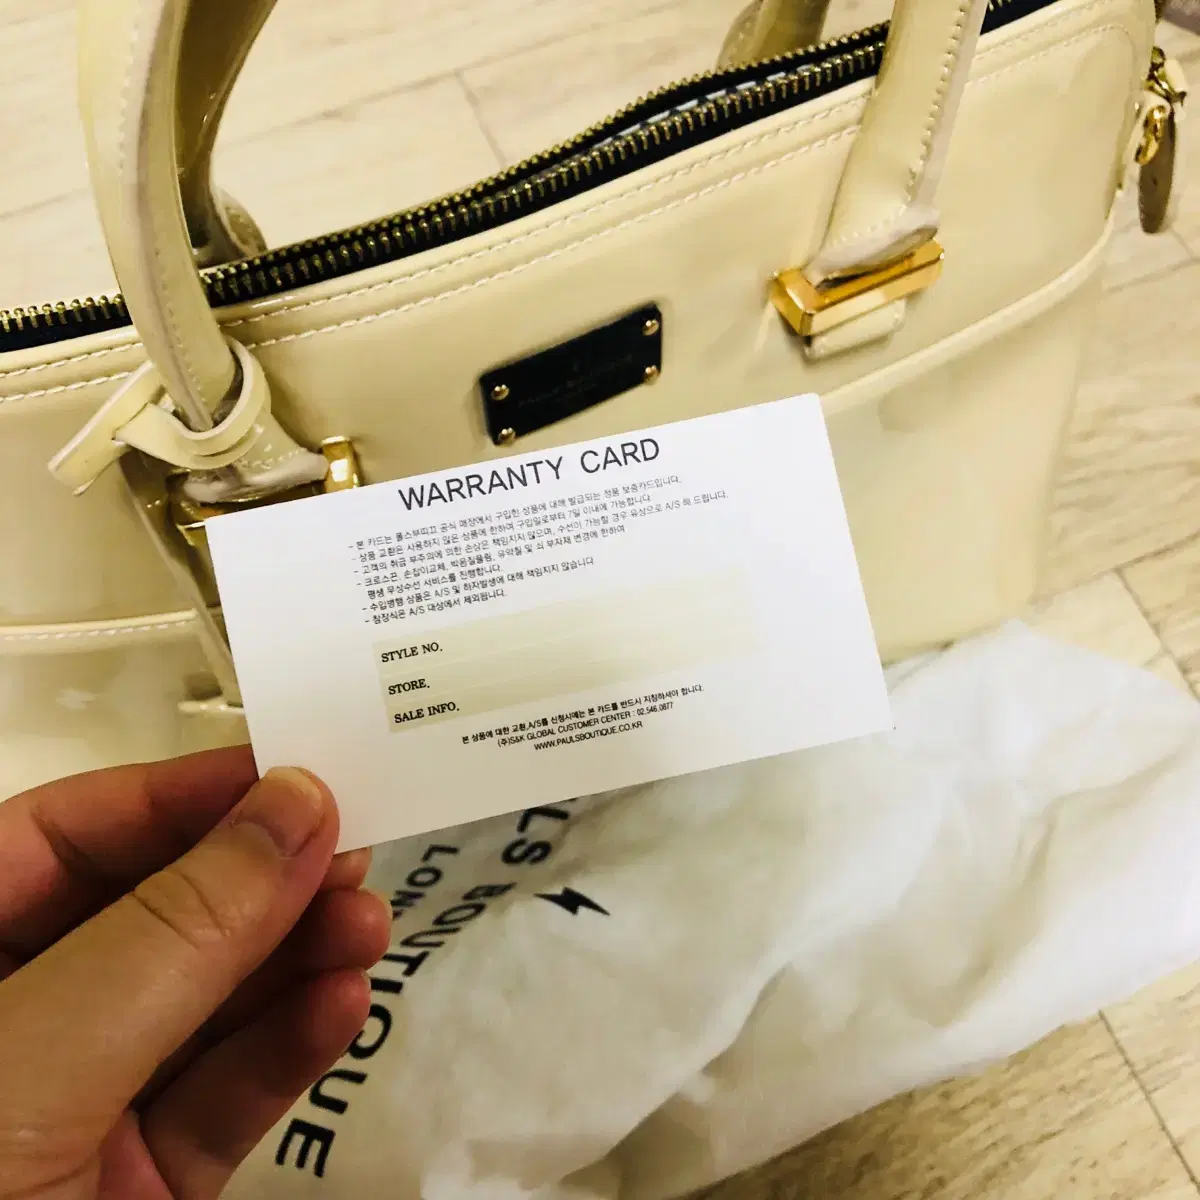 WARRANTY CARD
- 본 카드는 폴스부띠끄 공식 매장에서 구입한 상품에 대해 발급되는 정품 보증카드입니다.
- 상품 교환은 사용하지 않은 상품에 한하여 구입일로부터 7일 이내에 가능합니다.
- 고객의 취급 부주의에 의한 손상은 책임지지 않으며, 수선이 가능할 경우 유상으로 A/S 해 드립니다.
- 크로스끈, 손잡이교체, 박음질풀림, 유약칠 및 쇠 부자재 변경에 한하여
평생 무상수선 서비스를 진행합니다.
- 수입병행 상품은 A/S 및 하자발생에 대해 책임지지 않습니다
- 참장식은 A/S 대상에서 제외됩니다.
STYLE NO.
STORE.
SALE INFO.
본 상품에 대한 교환,A/S를 신청시에는 본 카드를 반드시 지참하셔야 합니다.
(주)S&K GLOBAL CUSTOMER CENTER : 02.546.0877
WWW.PAULSBOUTIQUE.CO.KR
LS BOUTIQUE
LON